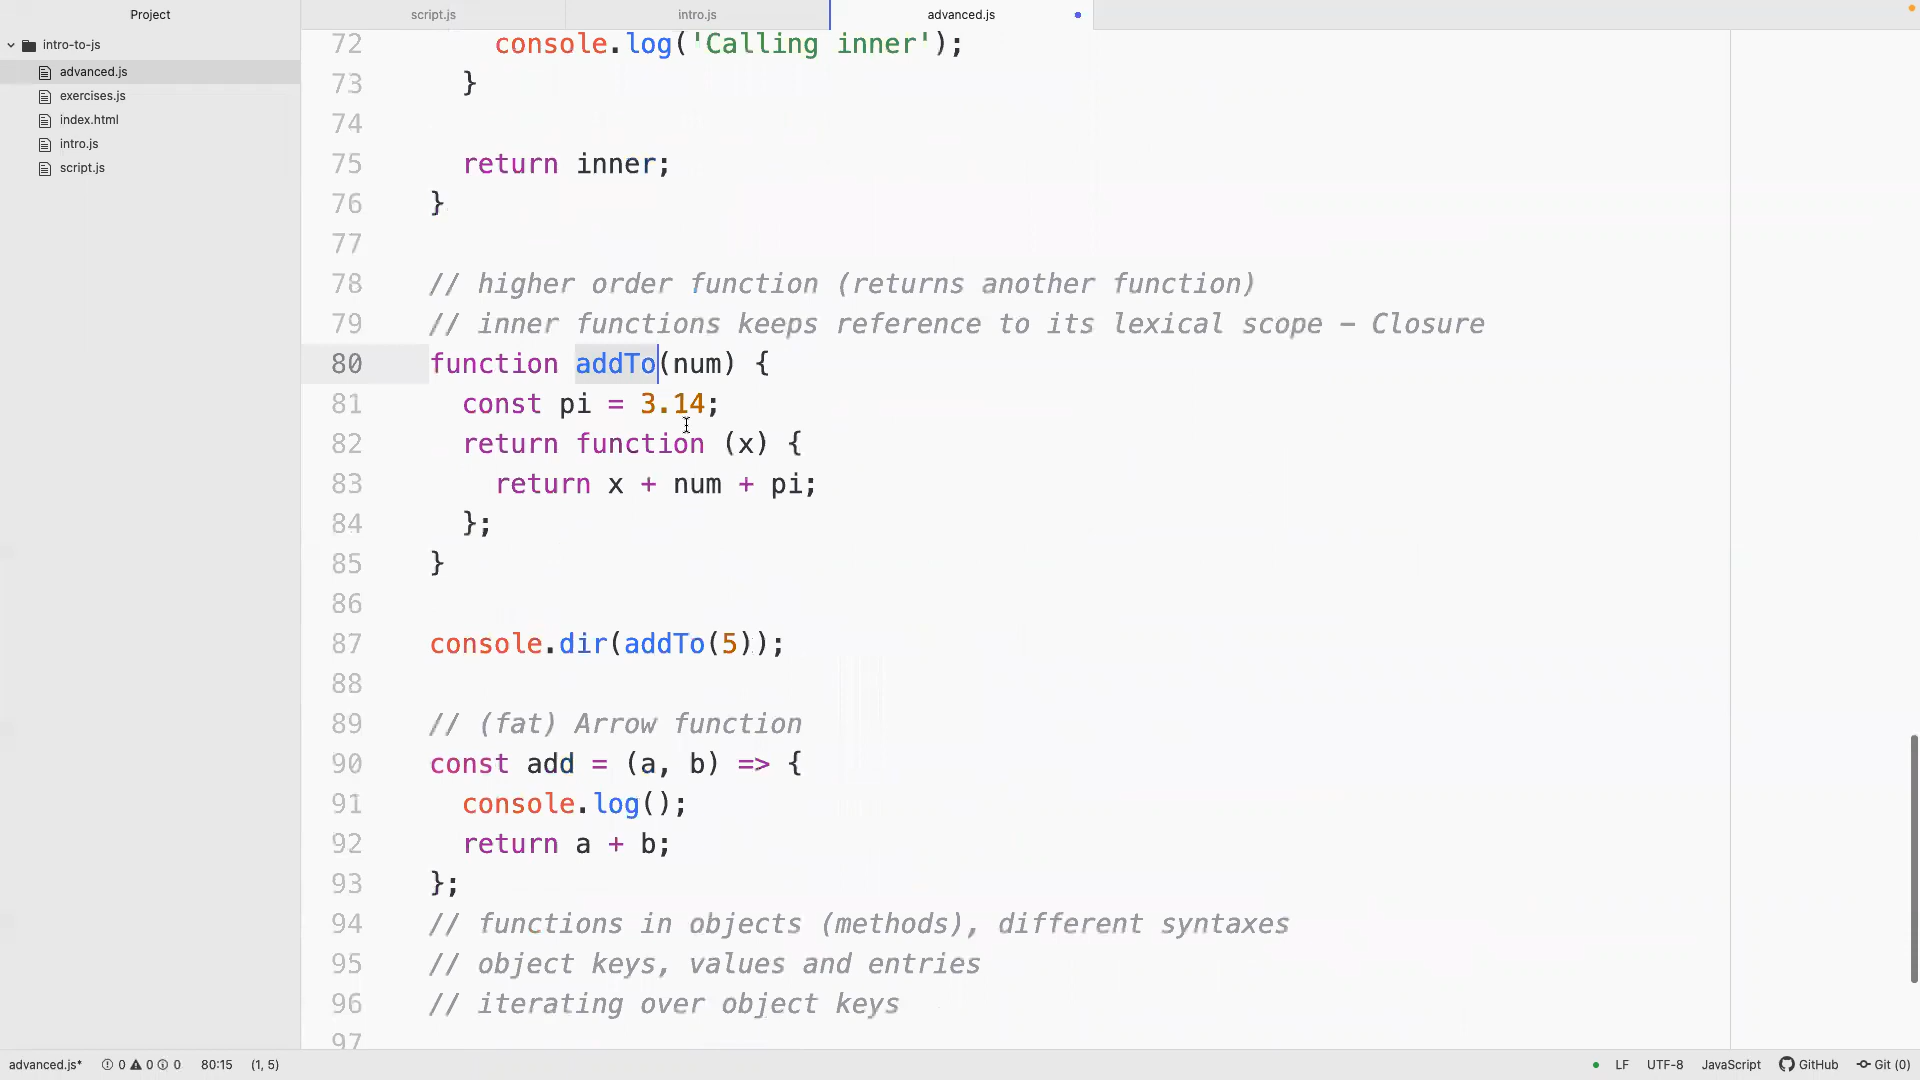 Project
script.js
intro.js
advanced.js
intro-to-js
advanced.js
exercises.js
index.html
intro.js
script.js
72 console.log('Calling inner');
73 }
74
75 return inner;
76 }
77
78 // higher order function (returns another function)
79 // inner functions keeps reference to its lexical scope – Closure
80 function addTo(num) {
81 const pi = 3.14;
82 return function (x) {
83 return x + num + pi;
84 };
85 }
86
87 console.dir(addTo(5));
88
89 // (fat) Arrow function
90 const add = (a, b) => {
91 console.log();
92 return a + b;
93 };
94 // functions in objects (methods), different syntaxes
95 // object keys, values and entries
96 // iterating over object keys
97
advanced.js* 0 0 0 80:15 (1, 5) LF UTF-8 JavaScript GitHub Git (0)